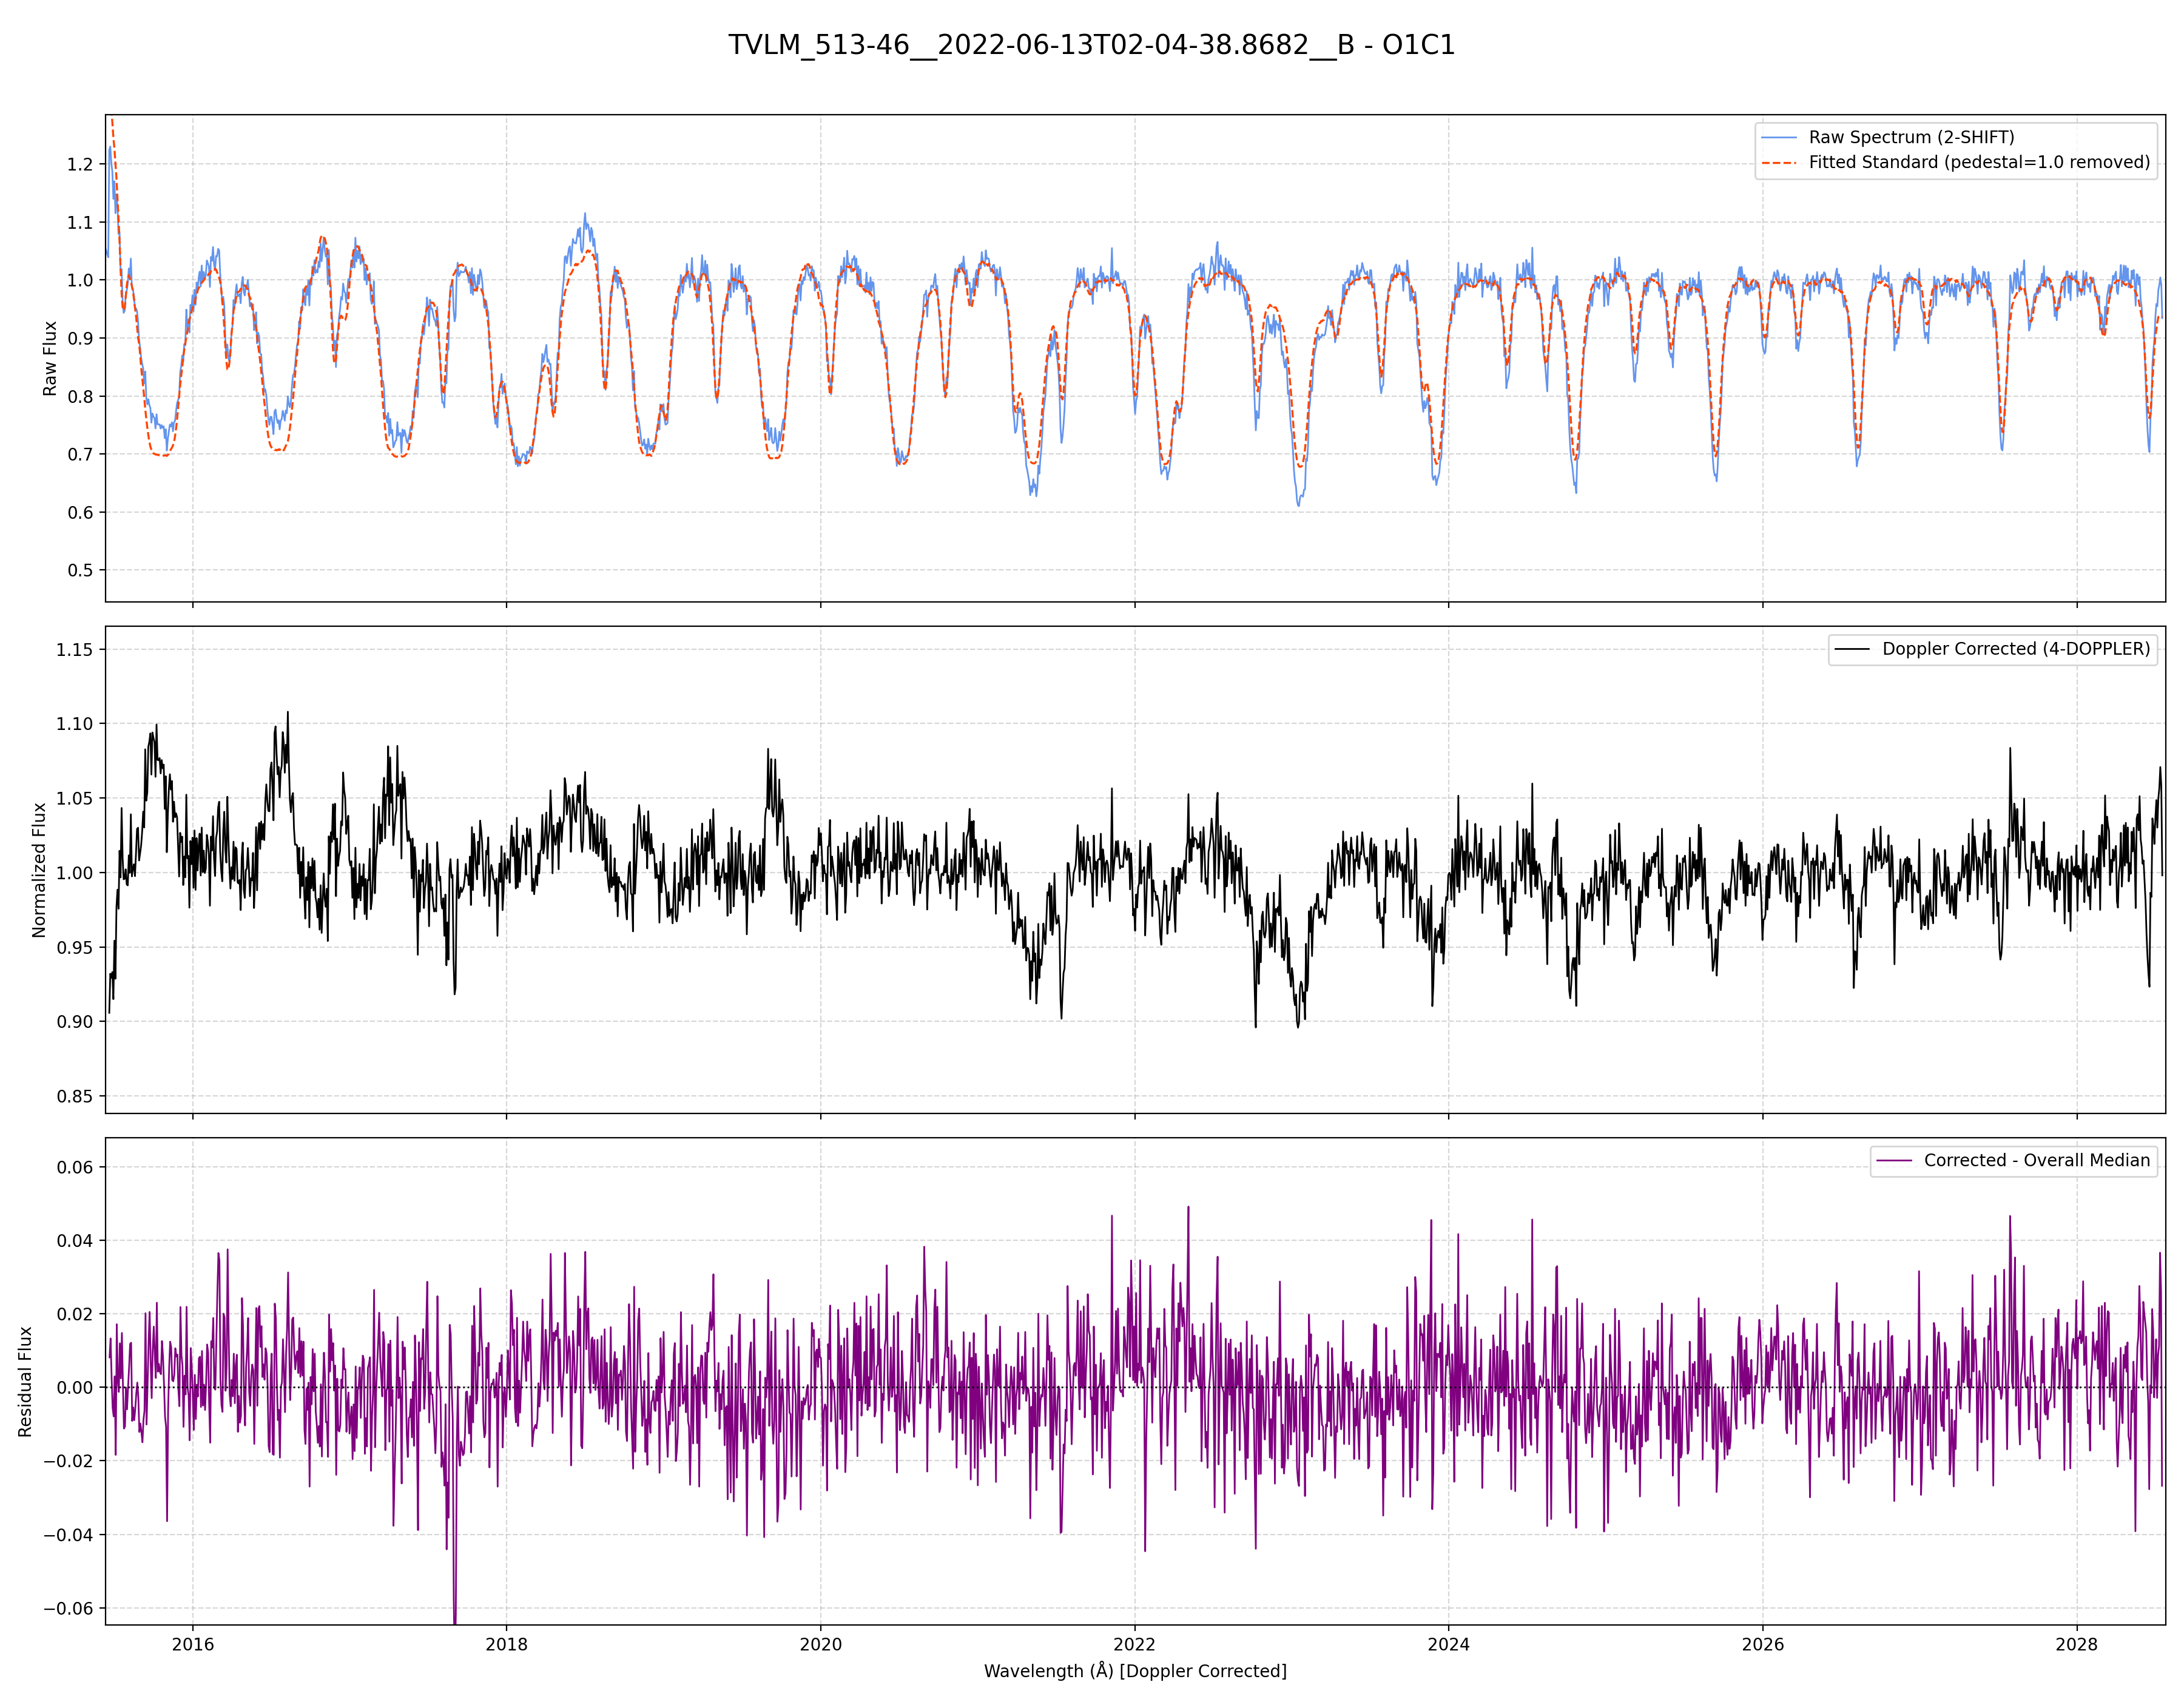 TVLM_513-46__2022-06-13T02-04-38.8682__B - O1C1
Raw Spectrum (2-SHIFT)
Fitted Standard (pedestal=1.0 removed)
Raw Flux
1.2
1.1
1.0
0.9
0.8
0.7
0.6
0.5
Doppler Corrected (4-DOPPLER)
Normalized Flux
1.15
1.10
1.05
1.00
0.95
0.90
0.85
Corrected - Overall Median
Residual Flux
0.06
0.04
0.02
0.00
−0.02
−0.04
−0.06
2016 2018 2020 2022 2024 2026 2028
Wavelength (Å) [Doppler Corrected]